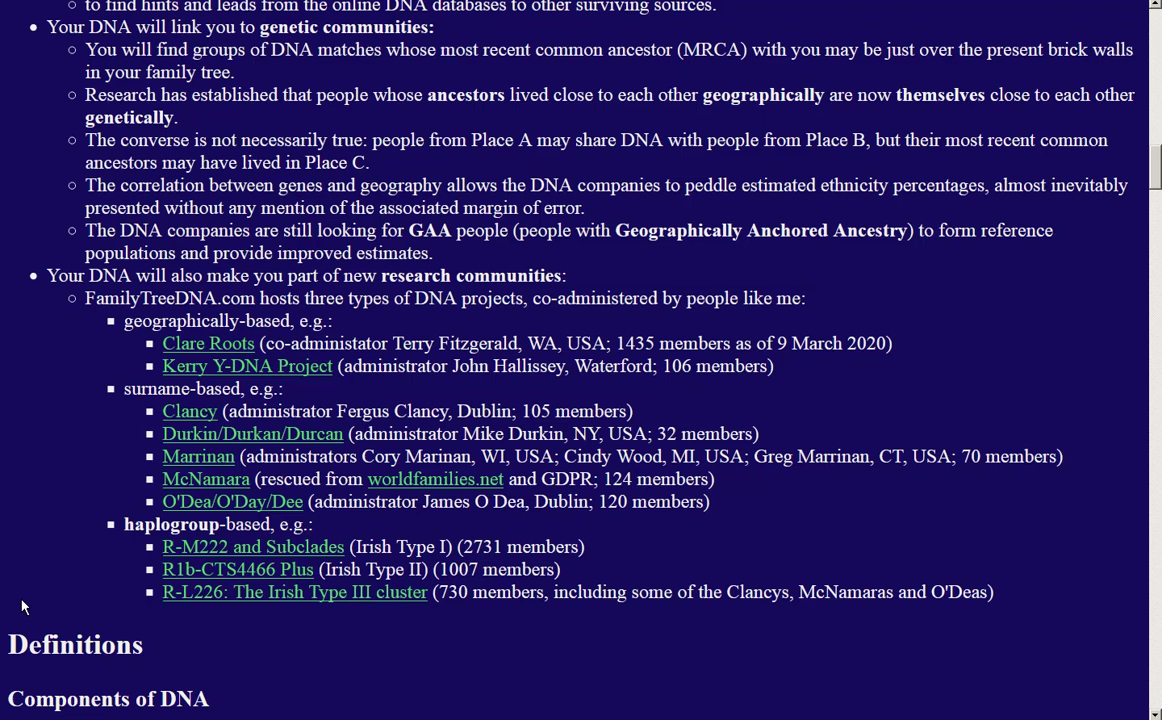 to find hints and leads from the online DNA databases to other surviving sources.
Your DNA will link you to genetic communities:
You will find groups of DNA matches whose most recent common ancestor (MRCA) with you may be just over the present brick walls
in your family tree.
Research has established that people whose ancestors lived close to each other geographically are now themselves close to each other
genetically.
The converse is not necessarily true: people from Place A may share DNA with people from Place B, but their most recent common
ancestors may have lived in Place C.
The correlation between genes and geography allows the DNA companies to peddle estimated ethnicity percentages, almost inevitably
presented without any mention of the associated margin of error.
The DNA companies are still looking for GAA people (people with Geographically Anchored Ancestry) to form reference
populations and provide improved estimates.
Your DNA will also make you part of new research communities:
FamilyTreeDNA.com hosts three types of DNA projects, co-administered by people like me:
geographically-based, e.g.:
Clare Roots (co-administator Terry Fitzgerald, WA, USA; 1435 members as of 9 March 2020)
Kerry Y-DNA Project (administrator John Hallissey, Waterford; 106 members)
surname-based, e.g.:
Clancy (administrator Fergus Clancy, Dublin; 105 members)
Durkin/Durkan/Durcan (administrator Mike Durkin, NY, USA; 32 members)
Marrinan (administrators Cory Marinan, WI, USA; Cindy Wood, MI, USA; Greg Marrinan, CT, USA; 70 members)
McNamara (rescued from worldfamilies.net and GDPR; 124 members)
O'Dea/O'Day/Dee (administrator James O Dea, Dublin; 120 members)
haplogroup-based, e.g.:
R-M222 and Subclades (Irish Type I) (2731 members)
R1b-CTS4466 Plus (Irish Type II) (1007 members)
R-L226: The Irish Type III cluster (730 members, including some of the Clancys, McNamaras and O'Deas)
Definitions
Components of DNA